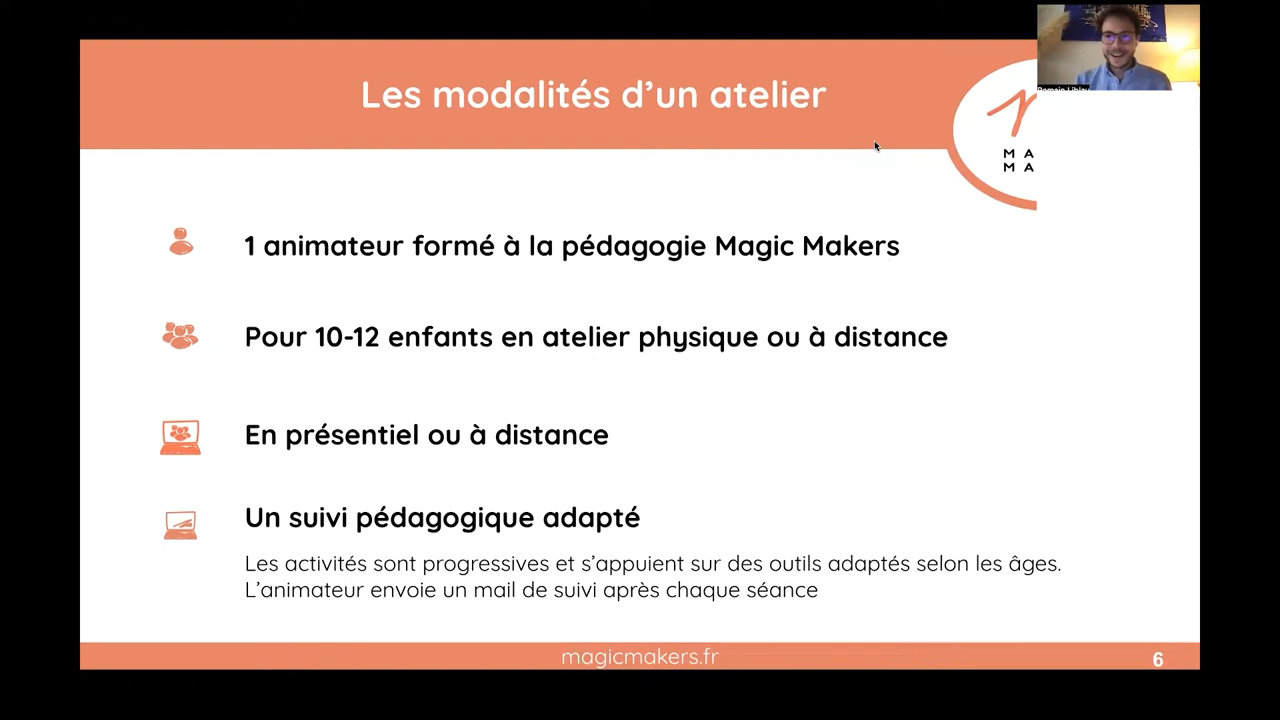 Les modalités d'un atelier
MA
MA
1 animateur formé à la pédagogie Magic Makers
Pour 10-12 enfants en atelier physique ou à distance
En présentiel ou à distance
Un suivi pédagogique adapté
Les activités sont progressives et s'appuient sur des outils adaptés selon les âges.
L'animateur envoie un mail de suivi après chaque séance
magicmakers.fr
6